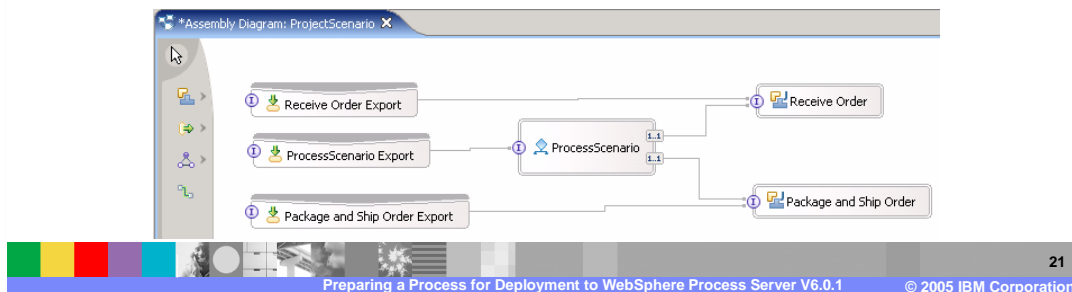 *Assembly Diagram: ProjectScenario
I Receive Order Export
I Receive Order
I ProcessScenario Export
I ProcessScenario
1..1
1..1
I Package and Ship Order Export
I Package and Ship Order
21
Preparing a Process for Deployment to WebSphere Process Server V6.0.1 © 2005 IBM Corporation